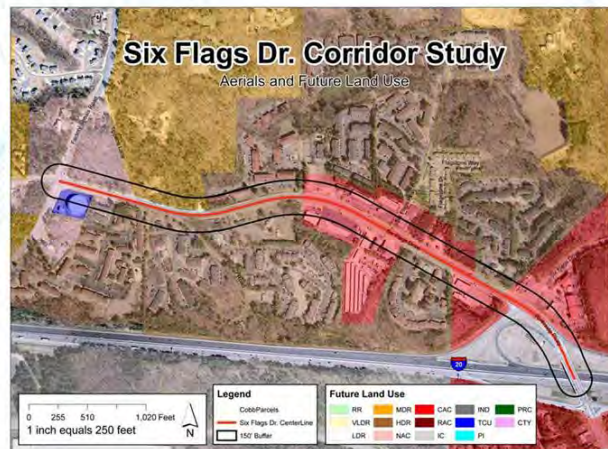 Six Flags Dr. Corridor Study
Aerials and Future Land Use
20
0 255 510 1,020 Feet
1 inch equals 250 feet
N
Legend
CobbParcels
Six Flags Dr. CenterLine
150' Buffer
Future Land Use
RR MDR CAC IND PRC
VLDR HDR RAC TCU CTY
LDR NAC IC PI